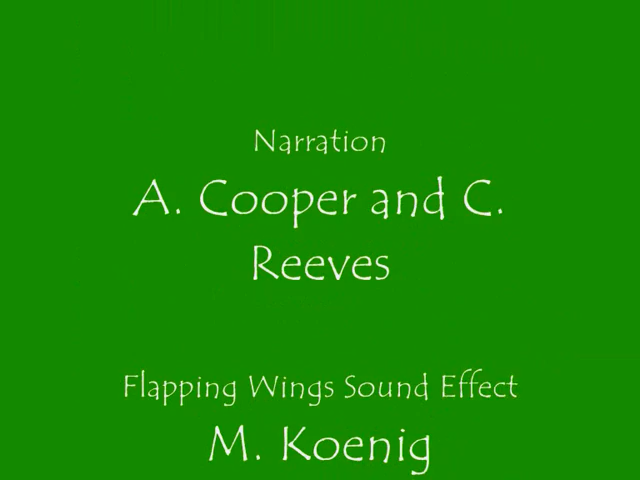 Narration
A. Cooper and C.
Reeves
Flapping Wings Sound Effect
M. Koenig